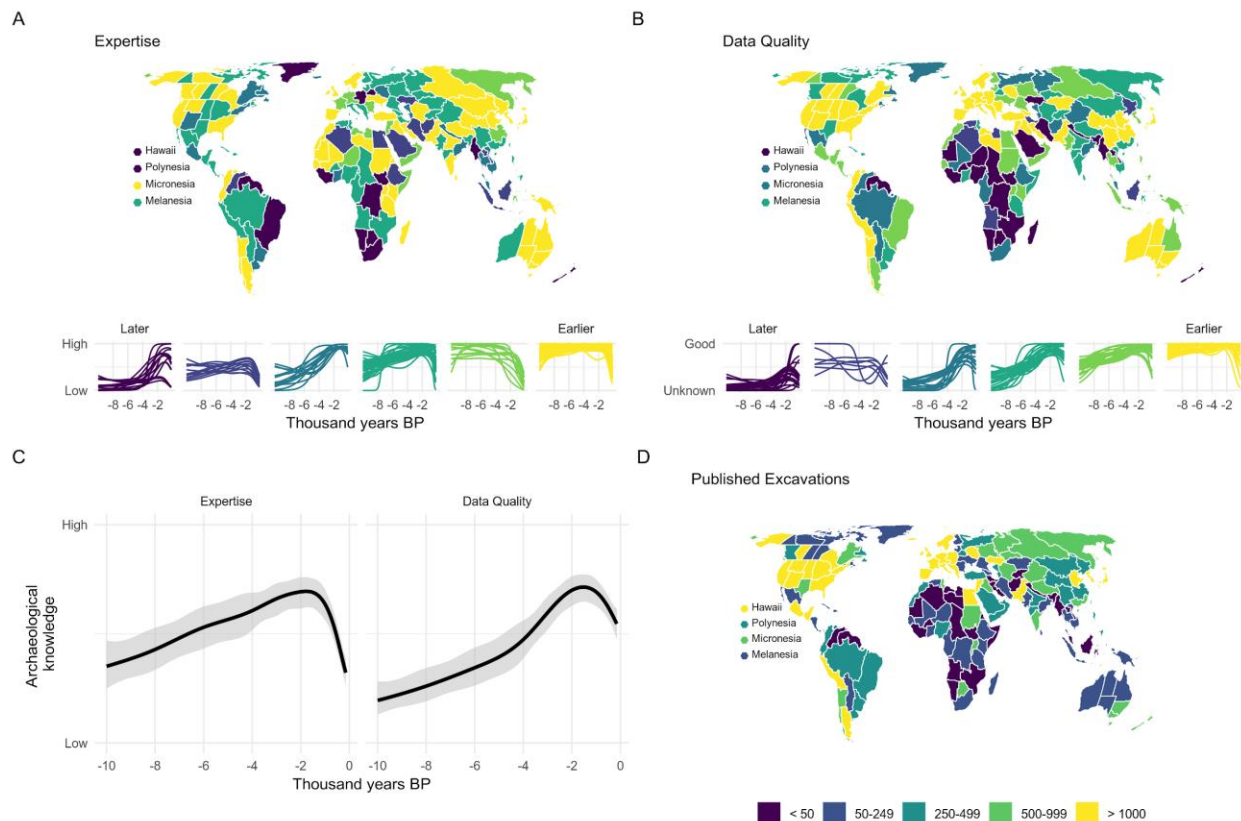 A
Expertise
Hawaii
Polynesia
Micronesia
Melanesia
Later
Earlier
High
Low
-8 -6 -4 -2
-8 -6 -4 -2
-8 -6 -4 -2
-8 -6 -4 -2
-8 -6 -4 -2
-8 -6 -4 -2
Thousand years BP
B
Data Quality
Hawaii
Polynesia
Micronesia
Melanesia
Later
Earlier
Good
Unknown
-8 -6 -4 -2
-8 -6 -4 -2
-8 -6 -4 -2
-8 -6 -4 -2
-8 -6 -4 -2
-8 -6 -4 -2
Thousand years BP
C
Expertise
Data Quality
High
Low
Archaeological
knowledge
-10 -8 -6 -4 -2 0
-10 -8 -6 -4 -2 0
Thousand years BP
D
Published Excavations
Hawaii
Polynesia
Micronesia
Melanesia
< 50
50-249
250-499
500-999
> 1000